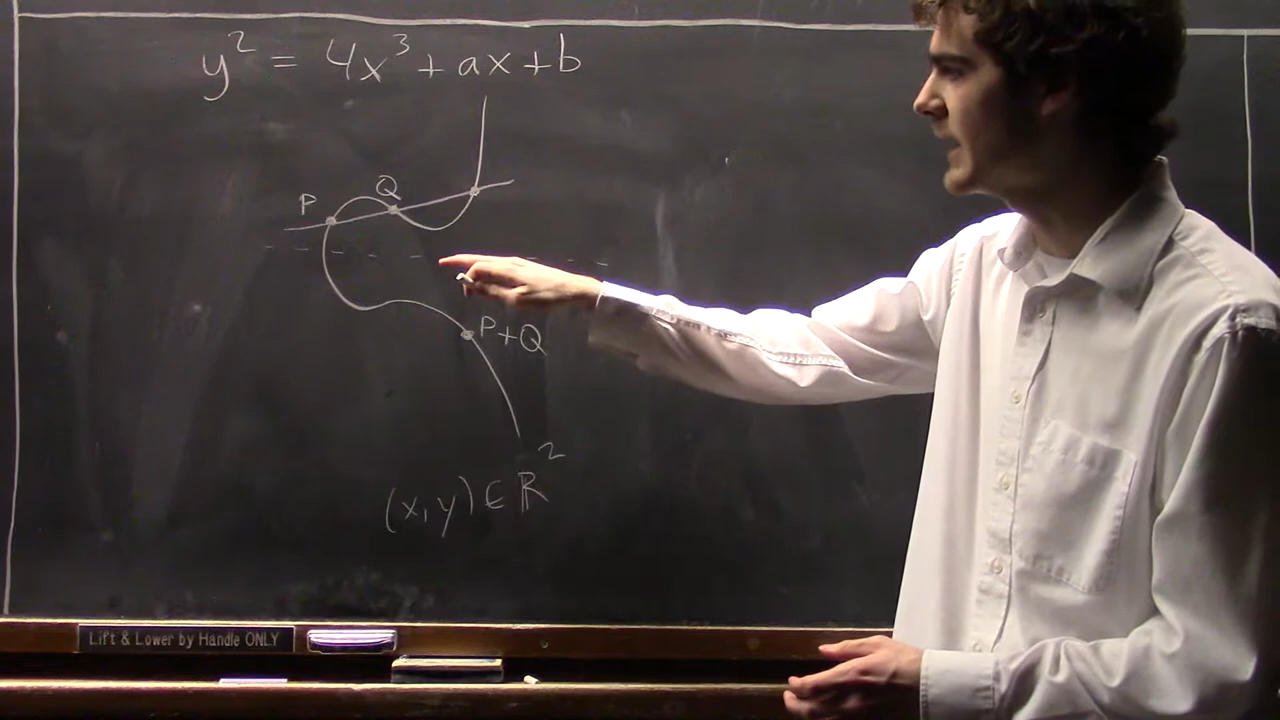 y² = 4x³ + ax + b
P
Q
P+Q
(x,y) ∈ ℝ²
Lift & Lower by Handle ONLY